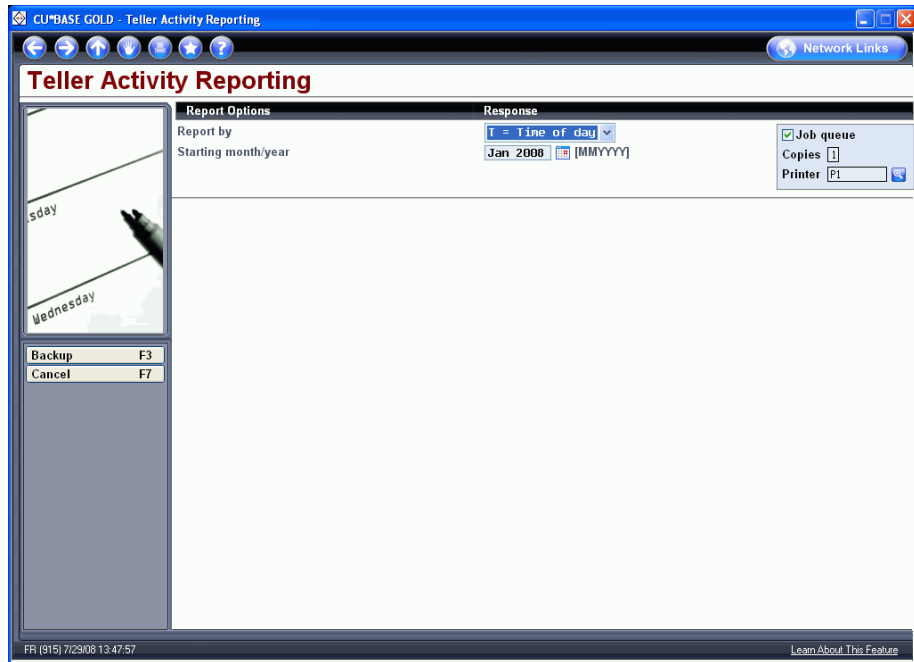 CU*BASE GOLD - Teller Activity Reporting
Network Links
Teller Activity Reporting
Report Options Response
Report by T = Time of day
Starting month/year Jan 2008 [MMYYYY]
Job queue
Copies 1
Printer P1
sday
Wednesday
Backup F3
Cancel F7
FR (915) 7/29/08 13:47:57 Learn About This Feature